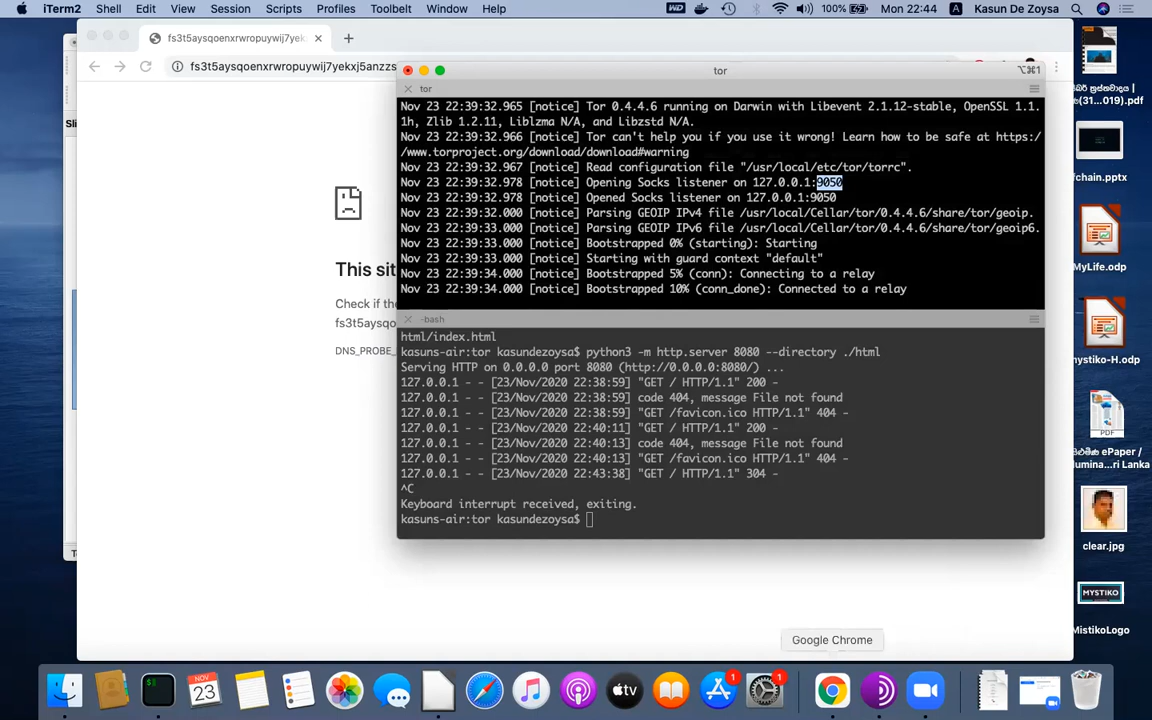 iTerm2 Shell Edit View Session Scripts Profiles Toolbelt Window Help
100% Mon 22:44 A Kasun De Zoysa
fs3t5aysqoenxrwropuywij7yek
fs3t5aysqoenxrwropuywij7yekxj5anzzs
tor
⌥⌘1
tor
Nov 23 22:39:32.965 [notice] Tor 0.4.4.6 running on Darwin with Libevent 2.1.12-stable, OpenSSL 1.1.
1h, Zlib 1.2.11, Liblzma N/A, and Libzstd N/A.
Nov 23 22:39:32.966 [notice] Tor can't help you if you use it wrong! Learn how to be safe at https:/
/www.torproject.org/download/download#warning
Nov 23 22:39:32.967 [notice] Read configuration file "/usr/local/etc/tor/torrc".
Nov 23 22:39:32.978 [notice] Opening Socks listener on 127.0.0.1:9050
Nov 23 22:39:32.978 [notice] Opened Socks listener on 127.0.0.1:9050
Nov 23 22:39:32.000 [notice] Parsing GEOIP IPv4 file /usr/local/Cellar/tor/0.4.4.6/share/tor/geoip.
Nov 23 22:39:33.000 [notice] Parsing GEOIP IPv6 file /usr/local/Cellar/tor/0.4.4.6/share/tor/geoip6.
Nov 23 22:39:33.000 [notice] Bootstrapped 0% (starting): Starting
Nov 23 22:39:33.000 [notice] Starting with guard context "default"
Nov 23 22:39:34.000 [notice] Bootstrapped 5% (conn): Connecting to a relay
Nov 23 22:39:34.000 [notice] Bootstrapped 10% (conn_done): Connected to a relay
-bash
html/index.html
kasuns-air:tor kasundezoysa$ python3 -m http.server 8080 --directory ./html
Serving HTTP on 0.0.0.0 port 8080 (http://0.0.0.0:8080/) ...
127.0.0.1 - - [23/Nov/2020 22:38:59] "GET / HTTP/1.1" 200 -
127.0.0.1 - - [23/Nov/2020 22:38:59] code 404, message File not found
127.0.0.1 - - [23/Nov/2020 22:38:59] "GET /favicon.ico HTTP/1.1" 404 -
127.0.0.1 - - [23/Nov/2020 22:40:11] "GET / HTTP/1.1" 200 -
127.0.0.1 - - [23/Nov/2020 22:40:13] code 404, message File not found
127.0.0.1 - - [23/Nov/2020 22:40:13] "GET /favicon.ico HTTP/1.1" 404 -
127.0.0.1 - - [23/Nov/2020 22:43:38] "GET / HTTP/1.1" 304 -
^C
Keyboard interrupt received, exiting.
kasuns-air:tor kasundezoysa$
This sit
Check if the
fs3t5aysqo
DNS_PROBE_
Sli
(31...019).pdf
fchain.pptx
MyLife.odp
nystiko-H.odp
PDF
ePaper /
lumina...ri Lanka
clear.jpg
MYSTIKO
MistikoLogo
Google Chrome
NOV
23
tv
1
1